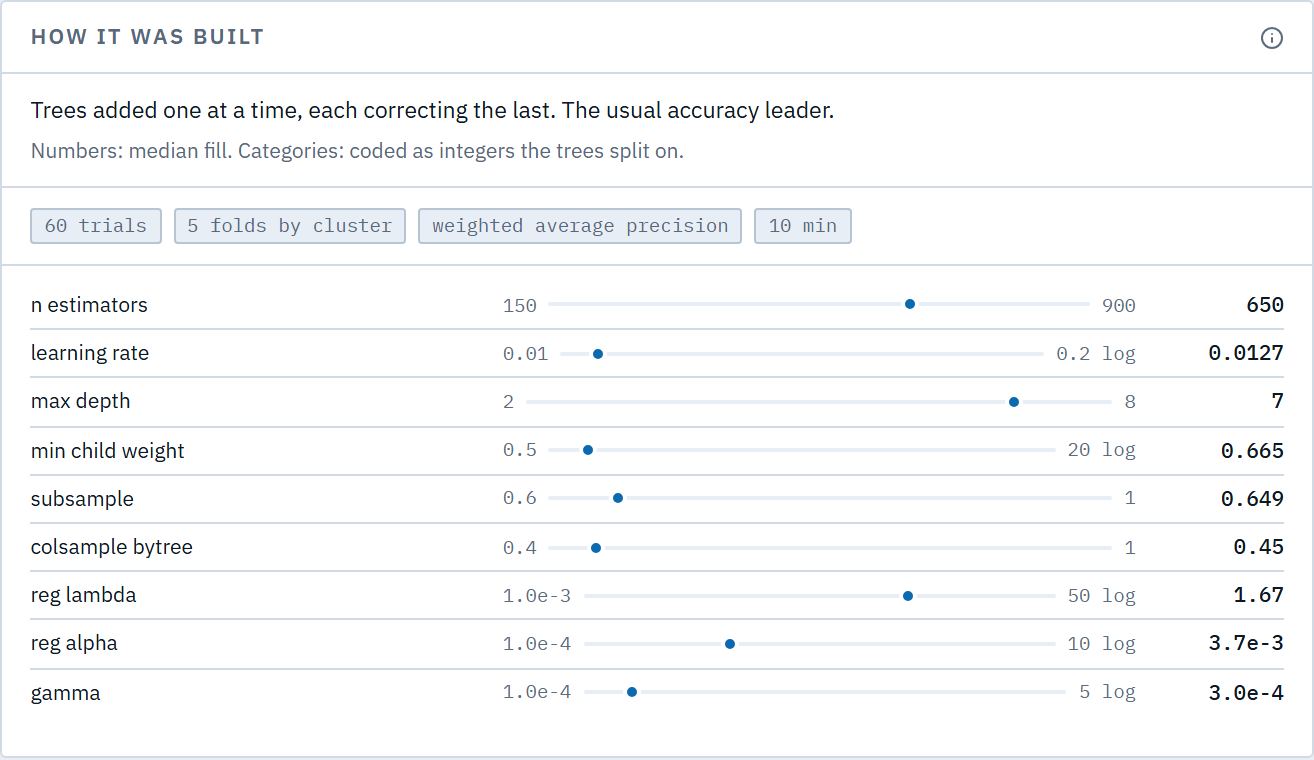 HOW IT WAS BUILT
Trees added one at a time, each correcting the last. The usual accuracy leader.
Numbers: median fill. Categories: coded as integers the trees split on.
60 trials 5 folds by cluster weighted average precision 10 min
n estimators 150 900 650
learning rate 0.01 0.2 log 0.0127
max depth 2 8 7
min child weight 0.5 20 log 0.665
subsample 0.6 1 0.649
colsample bytree 0.4 1 0.45
reg lambda 1.0e-3 50 log 1.67
reg alpha 1.0e-4 10 log 3.7e-3
gamma 1.0e-4 5 log 3.0e-4